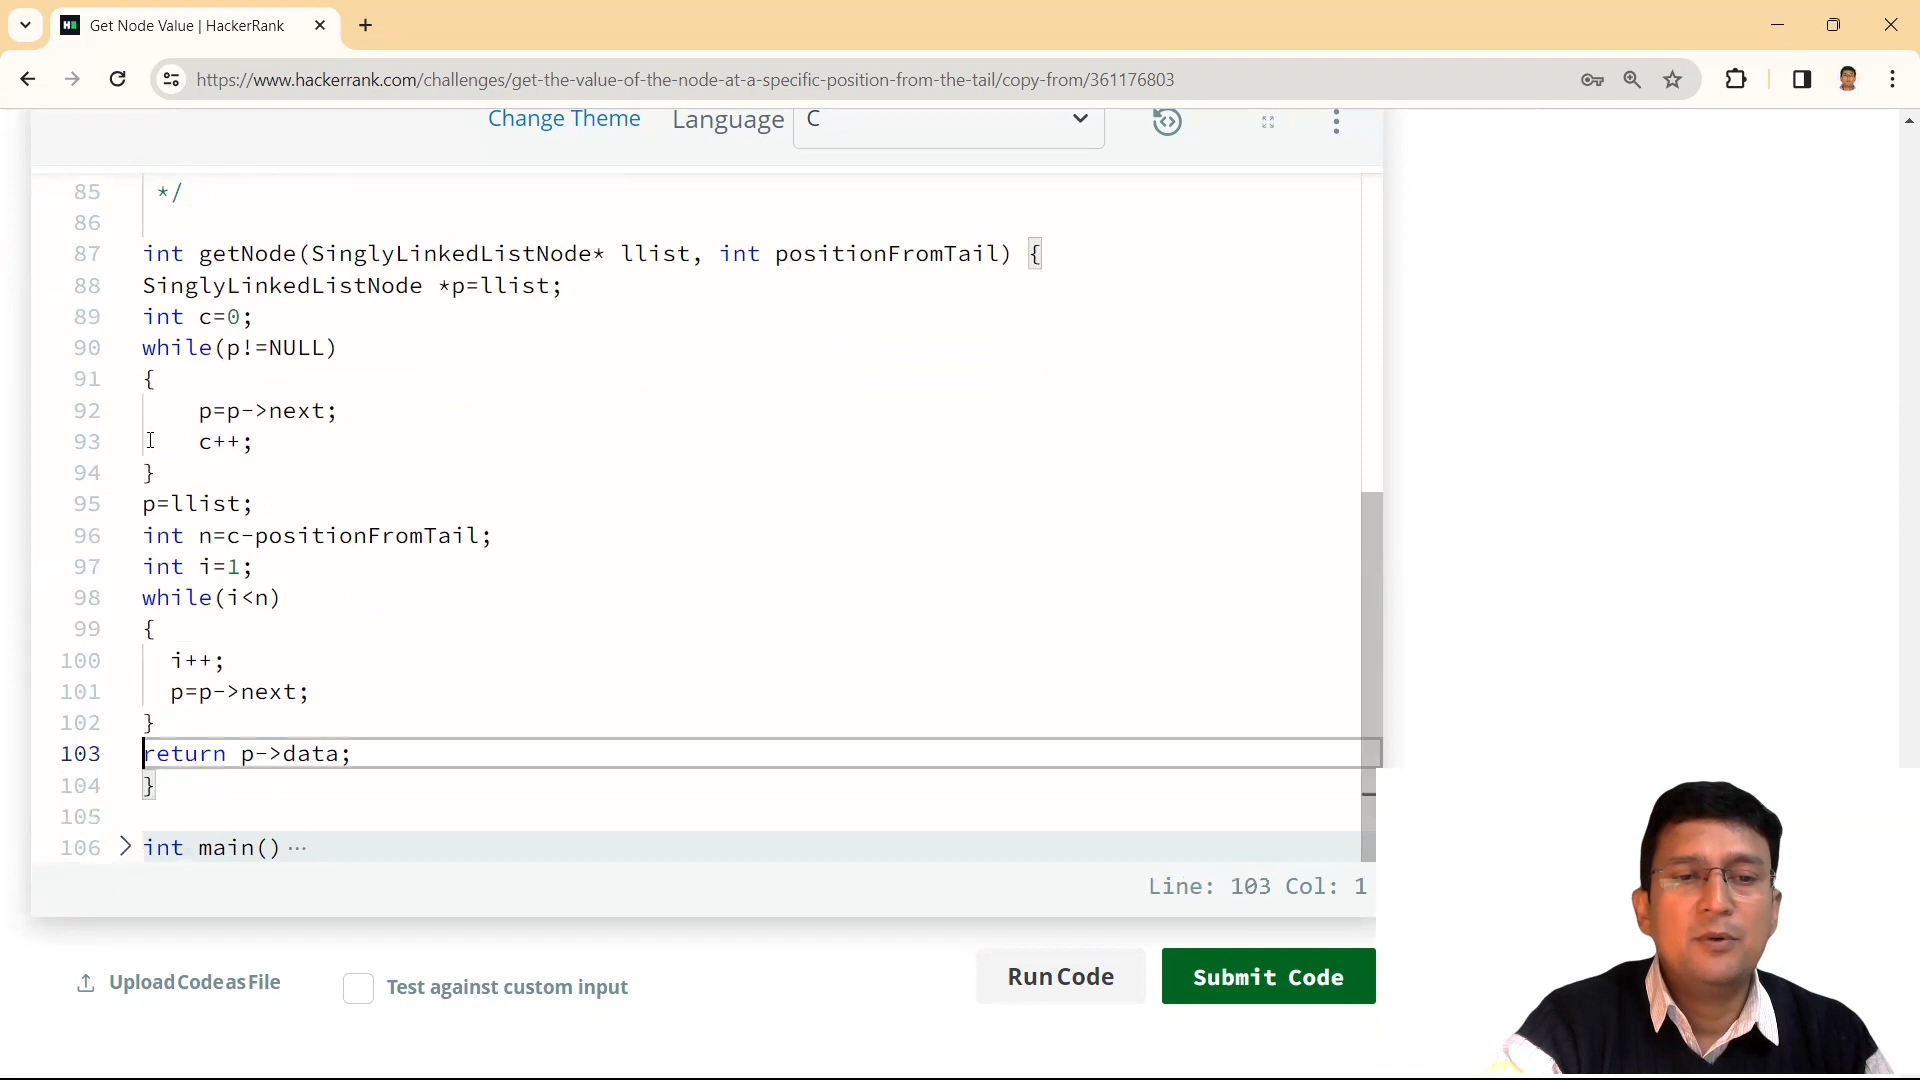 Get Node Value | HackerRank
https://www.hackerrank.com/challenges/get-the-value-of-the-node-at-a-specific-position-from-the-tail/copy-from/361176803
Change Theme Language C
85 */
86
87 int getNode(SinglyLinkedListNode* llist, int positionFromTail) {
88 SinglyLinkedListNode *p=llist;
89 int c=0;
90 while(p!=NULL)
91 {
92 p=p->next;
93 c++;
94 }
95 p=llist;
96 int n=c-positionFromTail;
97 int i=1;
98 while(i<n)
99 {
100 i++;
101 p=p->next;
102 }
103 return p->data;
104 }
105
106 int main() ...
Line: 103 Col: 1
Upload Code as File Test against custom input Run Code Submit Code